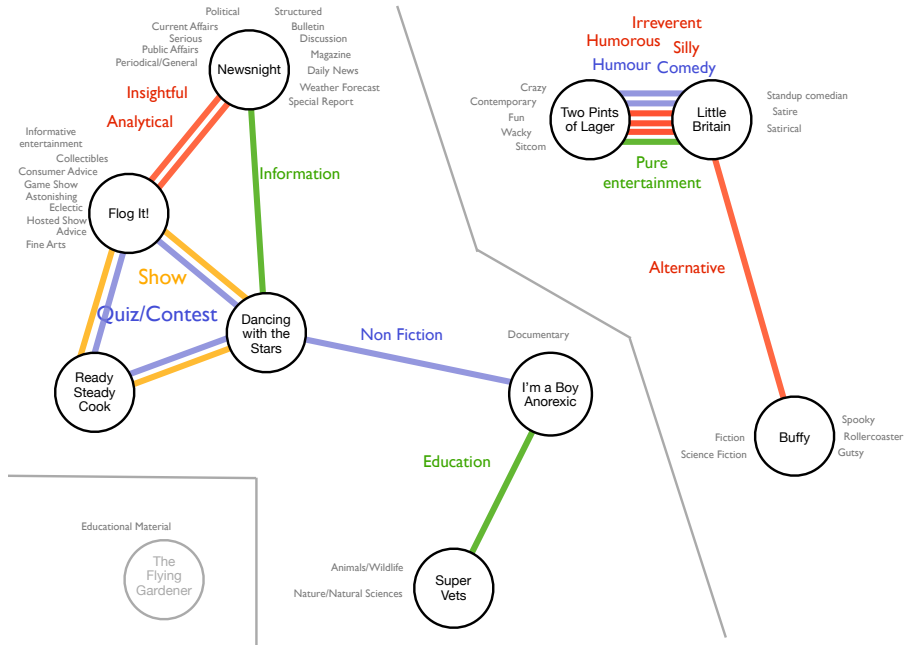 Political
Structured
Current Affairs
Bulletin
Serious
Discussion
Public Affairs
Magazine
Periodical/General
Daily News
Newsnight
Weather Forecast
Special Report
Insightful
Analytical
Information
Informative
entertainment
Collectibles
Consumer Advice
Game Show
Astonishing
Eclectic
Hosted Show
Advice
Fine Arts
Flog It!
Show
Quiz/Contest
Dancing
with the
Stars
Ready
Steady
Cook
Non Fiction
Documentary
I'm a Boy
Anorexic
Education
Animals/Wildlife
Nature/Natural Sciences
Super
Vets
Educational Material
The
Flying
Gardener
Irreverent
Humorous
Silly
Humour
Comedy
Crazy
Contemporary
Fun
Wacky
Sitcom
Two Pints
of Lager
Little
Britain
Standup comedian
Satire
Satirical
Pure
entertainment
Alternative
Buffy
Fiction
Science Fiction
Spooky
Rollercoaster
Gutsy